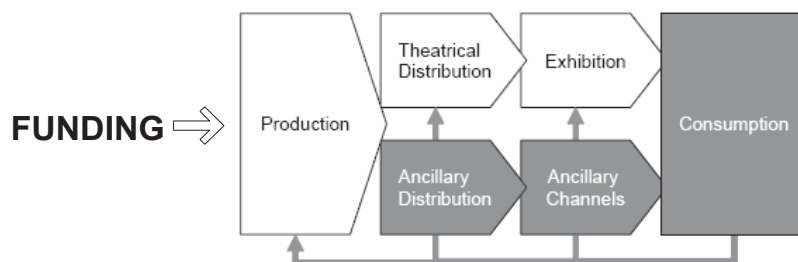 FUNDING
Production
Theatrical
Distribution
Exhibition
Ancillary
Distribution
Ancillary
Channels
Consumption